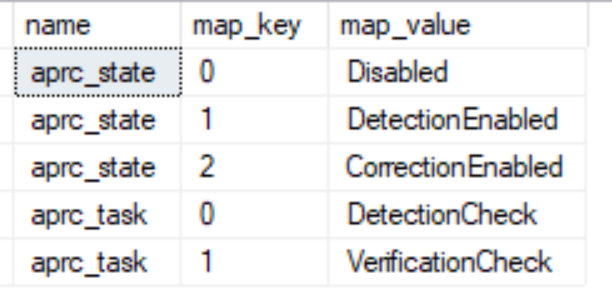 name map_key map_value
aprc_state 0 Disabled
aprc_state 1 DetectionEnabled
aprc_state 2 CorrectionEnabled
aprc_task 0 DetectionCheck
aprc_task 1 VerificationCheck